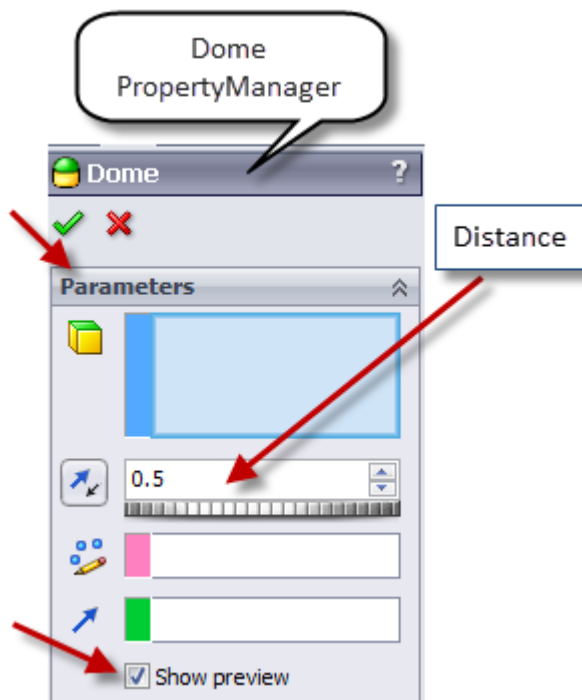 Dome
PropertyManager
Dome ?
Distance
Parameters
0.5
Show preview